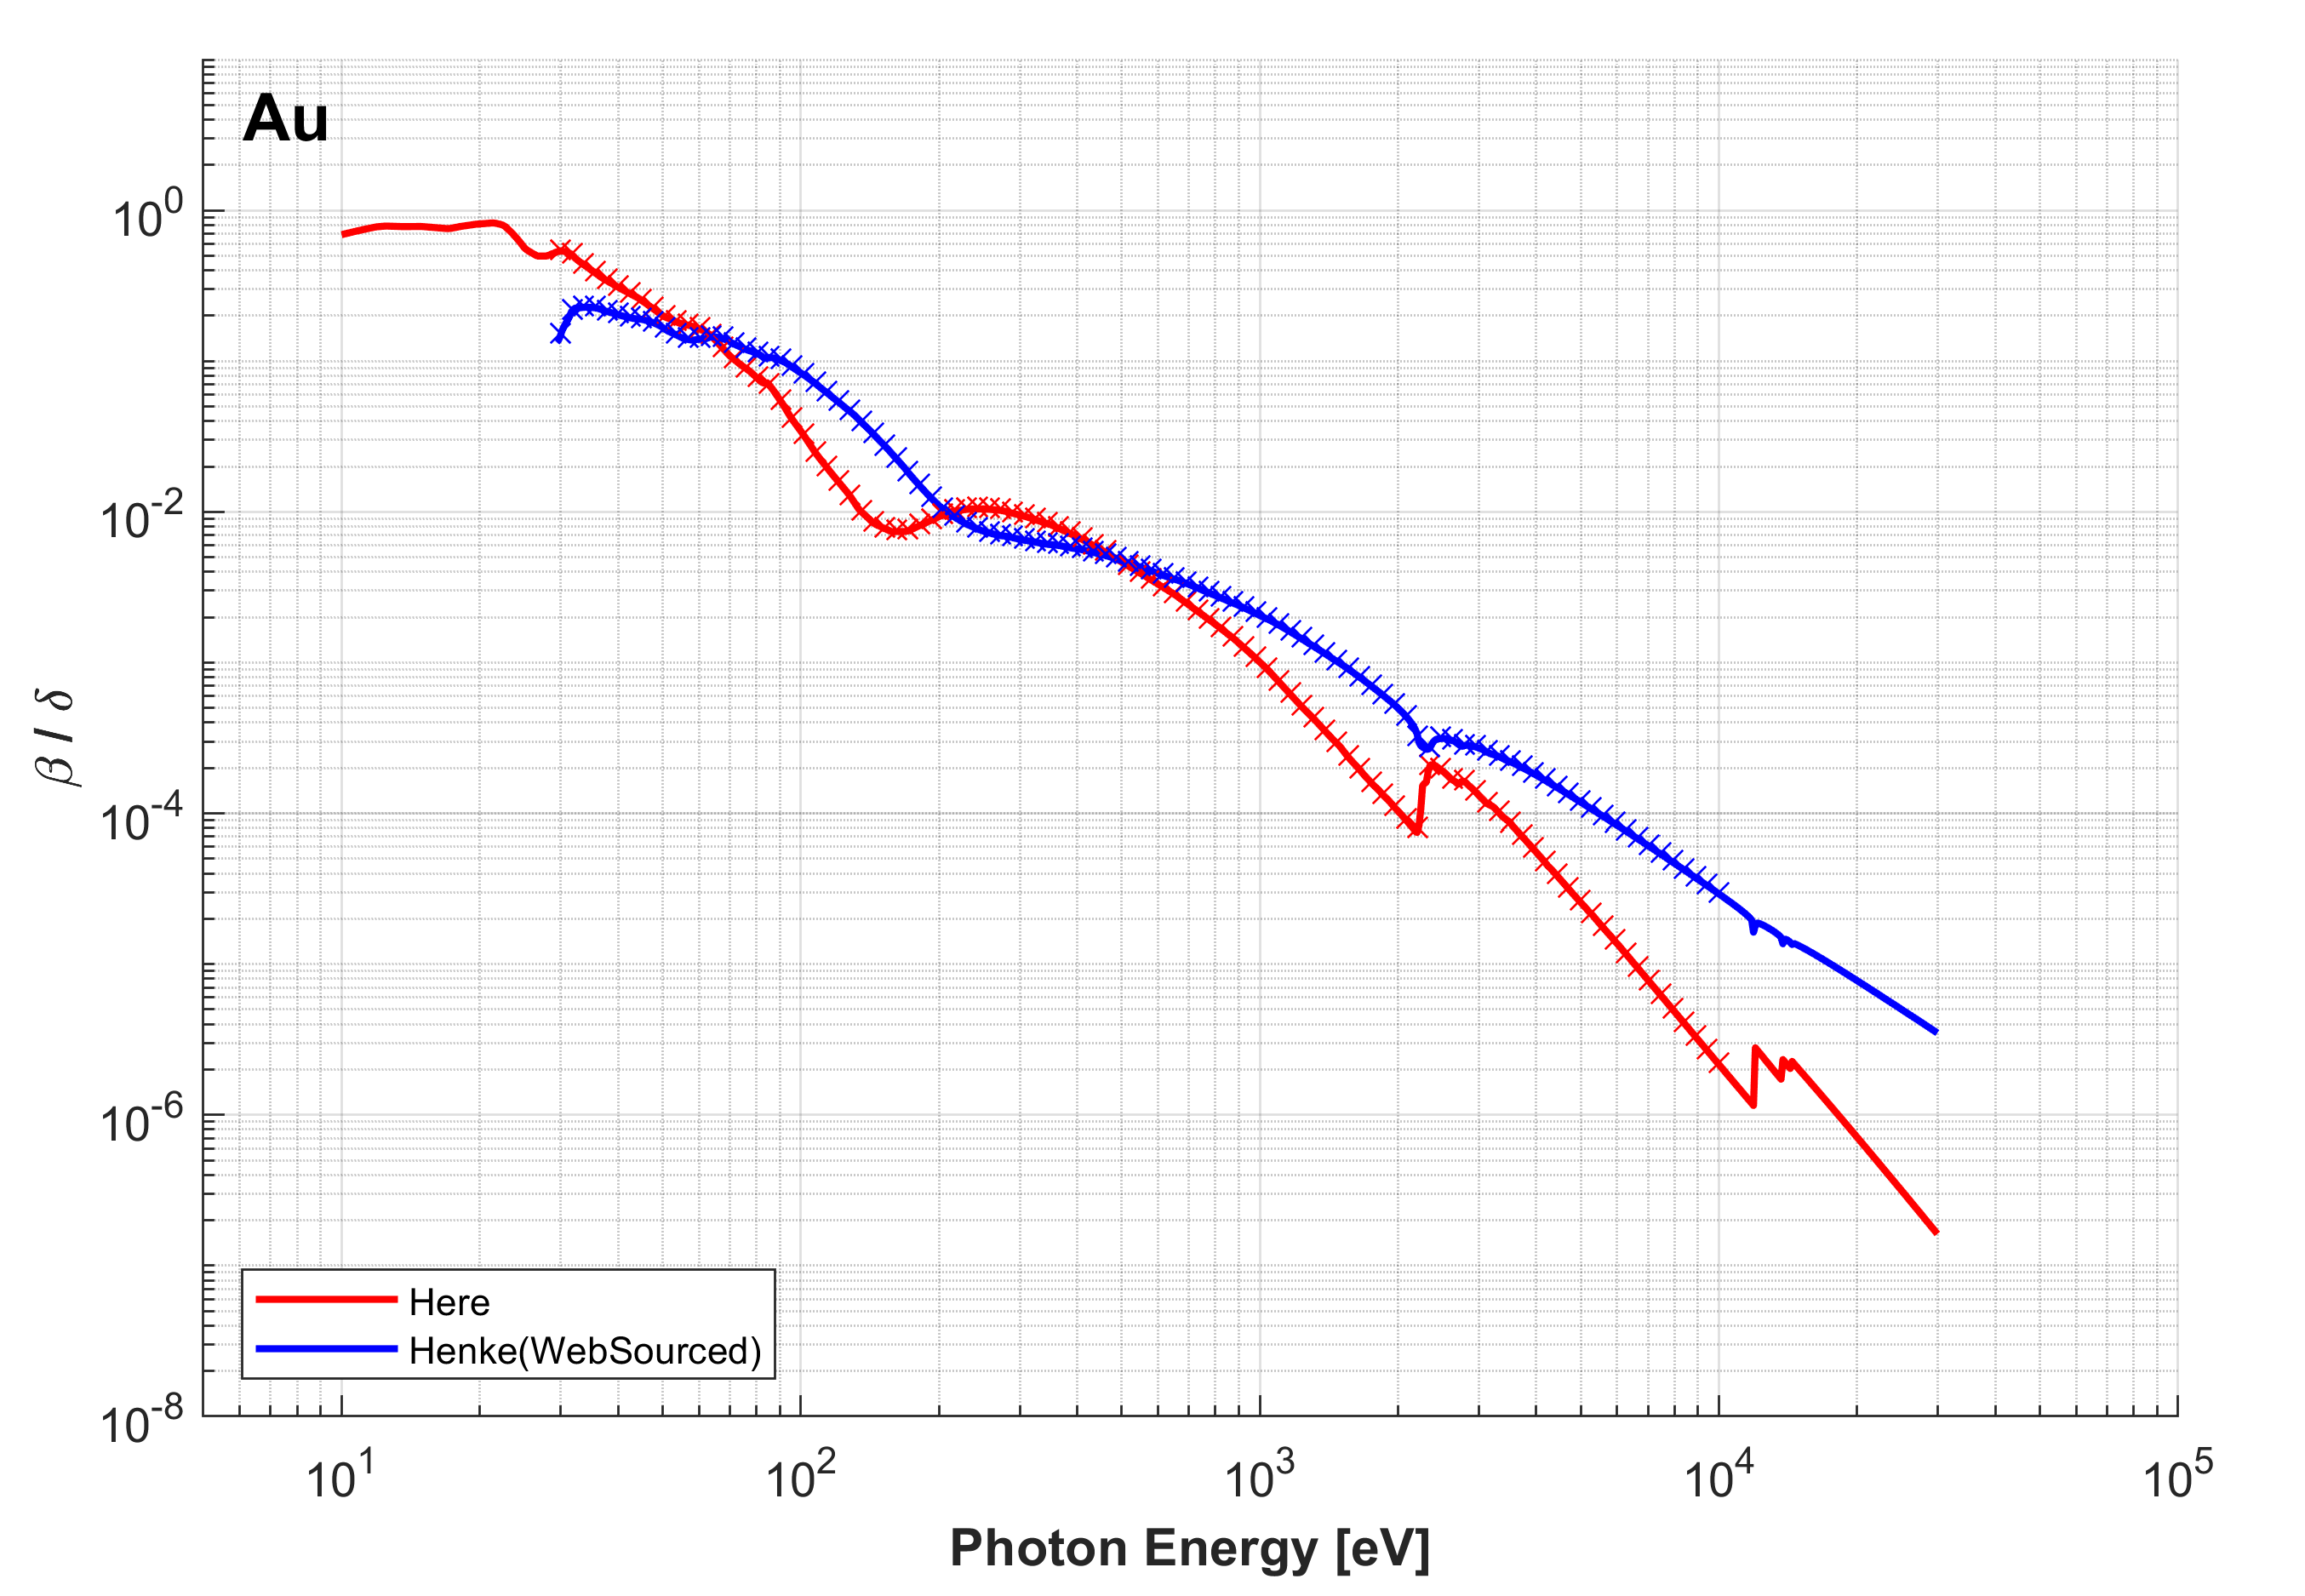 Au
10^0
10^-2
10^-4
10^-6
10^-8
β / δ
10^1 10^2 10^3 10^4 10^5
Photon Energy [eV]
Here
Henke(WebSourced)